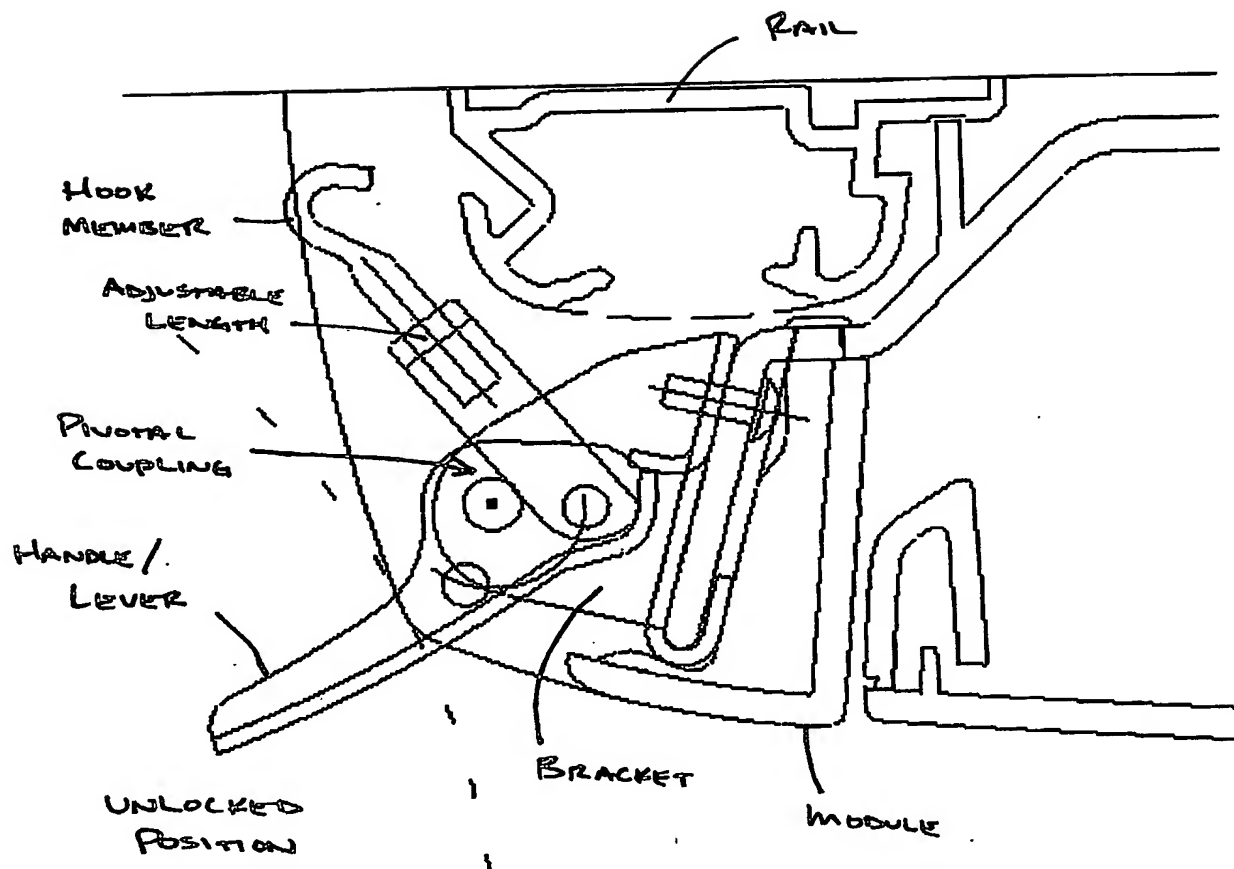 RAIL
HOOK
MEMBER
ADJUSTABLE
LENGTH
PIVOTAL
COUPLING
HANDLE/
LEVER
BRACKET
MODULE
UNLOCKED
POSITION